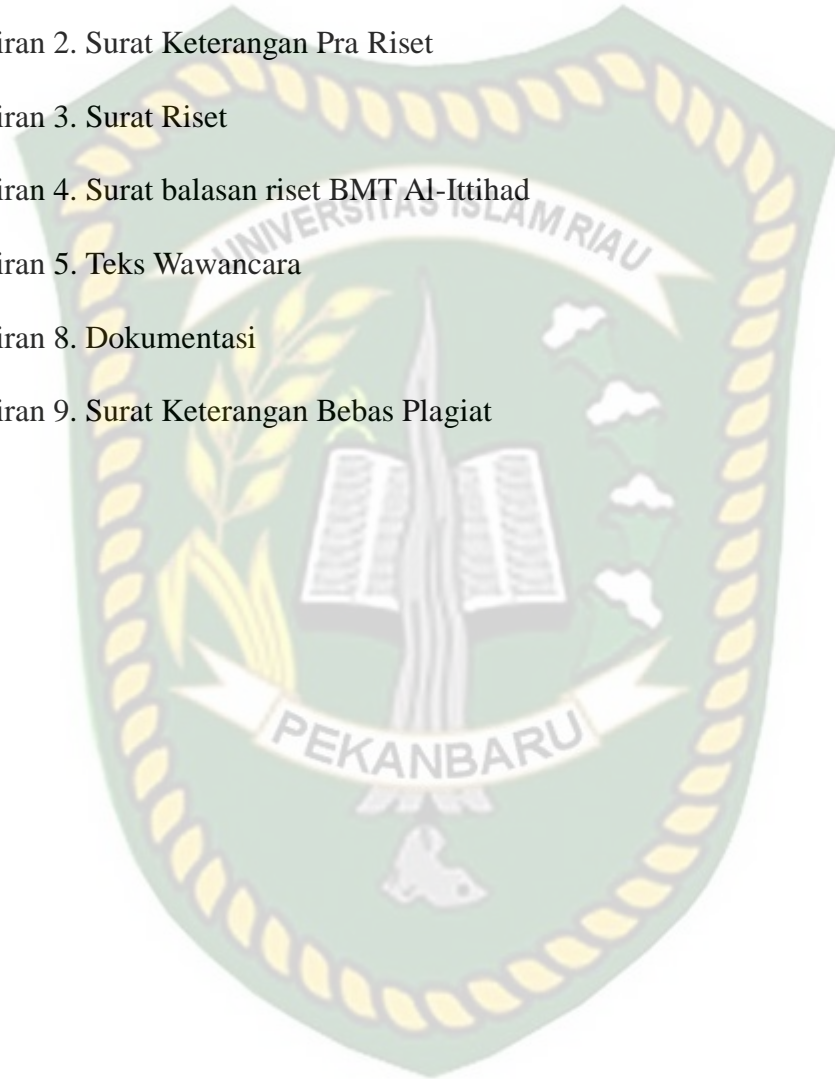 iran 2. Surat Keterangan Pra Riset
iran 3. Surat Riset
iran 4. Surat balasan riset BMT Al-Ittihad
UNIVERSITAS ISLAM RIAU
iran 5. Teks Wawancara
iran 8. Dokumentasi
iran 9. Surat Keterangan Bebas Plagiat
PEKANBARU